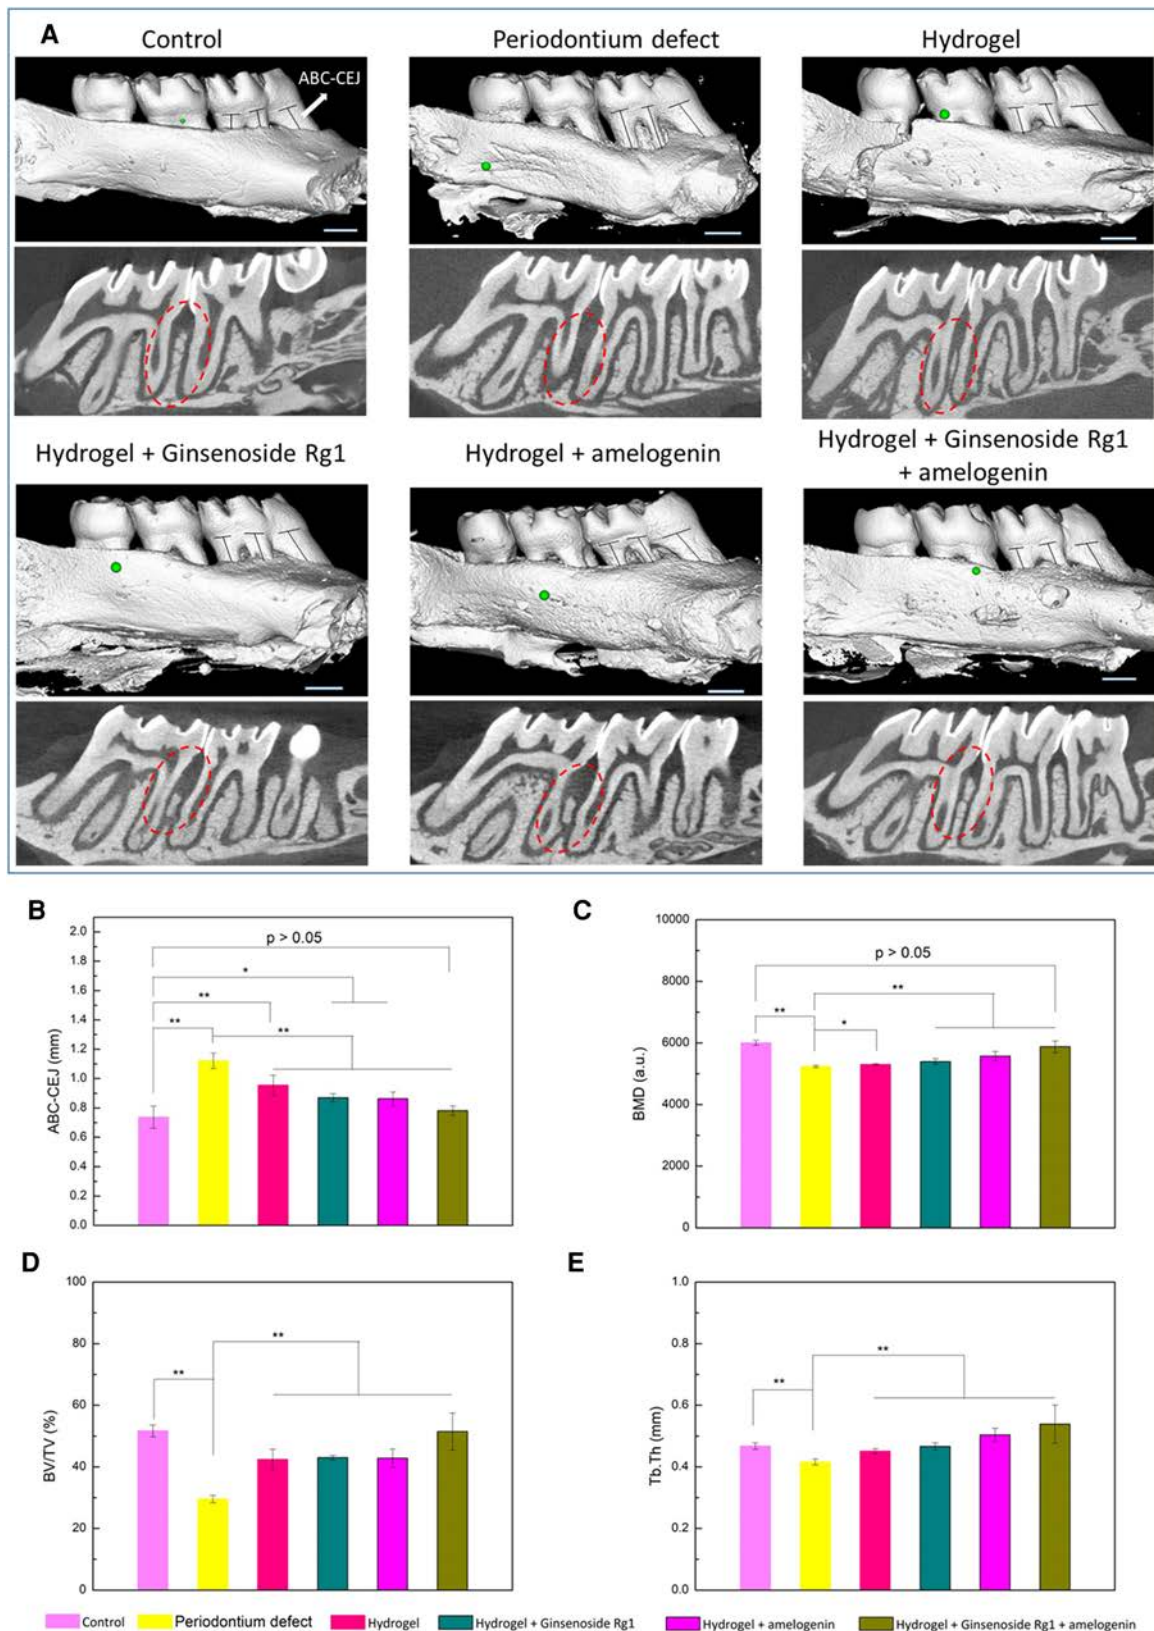 A
Control
Periodontium defect
Hydrogel
ABC-CEJ
Hydrogel + Ginsenoside Rg1
Hydrogel + amelogenin
Hydrogel + Ginsenoside Rg1
+ amelogenin
B
ABC-CEJ (mm)
2.0
1.8
1.6
1.4
1.2
1.0
0.8
0.6
0.4
0.2
0.0
p > 0.05
*
**
**
**
C
BMD (a.u.)
10000
8000
6000
4000
2000
0
p > 0.05
**
**
*
D
BV/TV (%)
100
80
60
40
20
0
**
**
E
Tb.Th (mm)
1.0
0.8
0.6
0.4
0.2
0.0
**
**
Control
Periodontium defect
Hydrogel
Hydrogel + Ginsenoside Rg1
Hydrogel + amelogenin
Hydrogel + Ginsenoside Rg1 + amelogenin